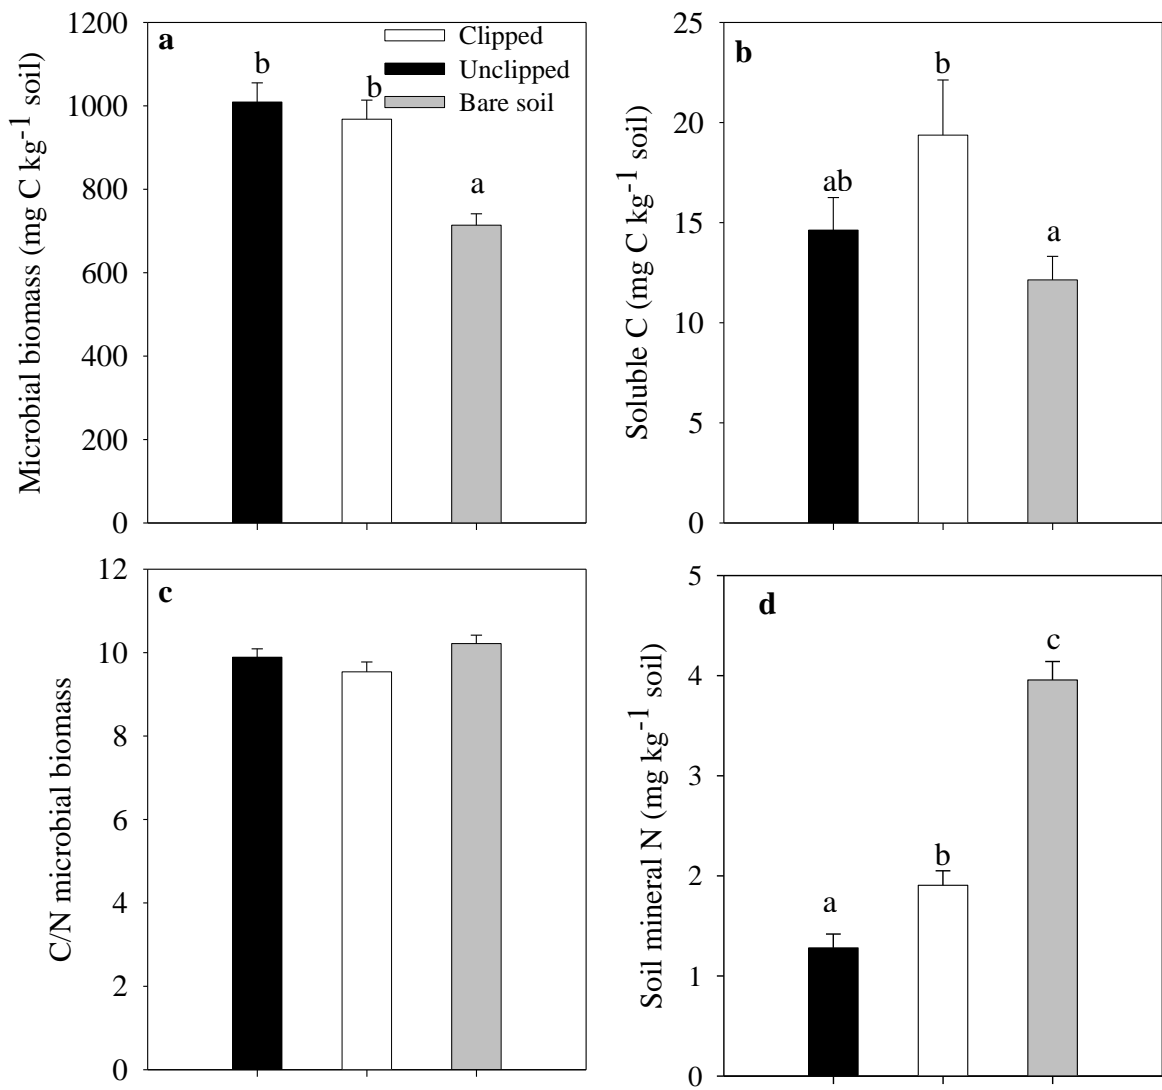 Microbial biomass (mg C kg-1 soil)
1200
1000
800
600
400
200
0
a
Clipped
Unclipped
Bare soil
b
b
a
Soluble C (mg C kg-1 soil)
25
20
15
10
5
0
b
ab
b
a
C/N microbial biomass
12
10
8
6
4
2
0
c
Soil mineral N (mg kg-1 soil)
5
4
3
2
1
0
d
a
b
c